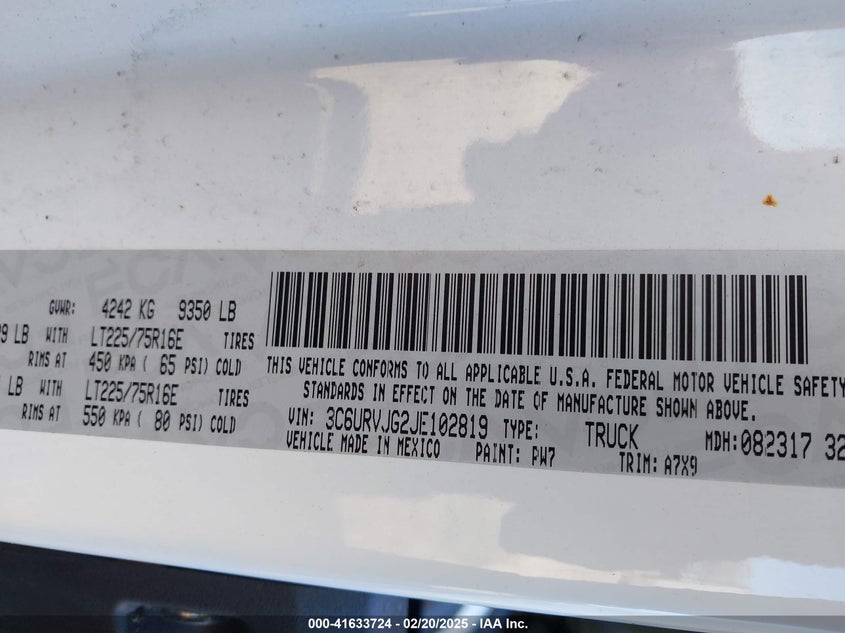 GVWR: 4242 KG 9350 LB
9 LB WITH LT225/75R16E TIRES
RIMS AT 450 KPA ( 65 PSI) COLD
LB WITH LT225/75R16E TIRES
RIMS AT 550 KPA ( 80 PSI) COLD
THIS VEHICLE CONFORMS TO ALL APPLICABLE U.S.A. FEDERAL MOTOR VEHICLE SAFETY
STANDARDS IN EFFECT ON THE DATE OF MANUFACTURE SHOWN ABOVE.
VIN: 3C6URVJG2JE102819 TYPE: TRUCK MDH: 082317 32
VEHICLE MADE IN MEXICO PAINT: PW7 TRIM: A7X9
000-41633724 — 02/20/2025 - IAA Inc.